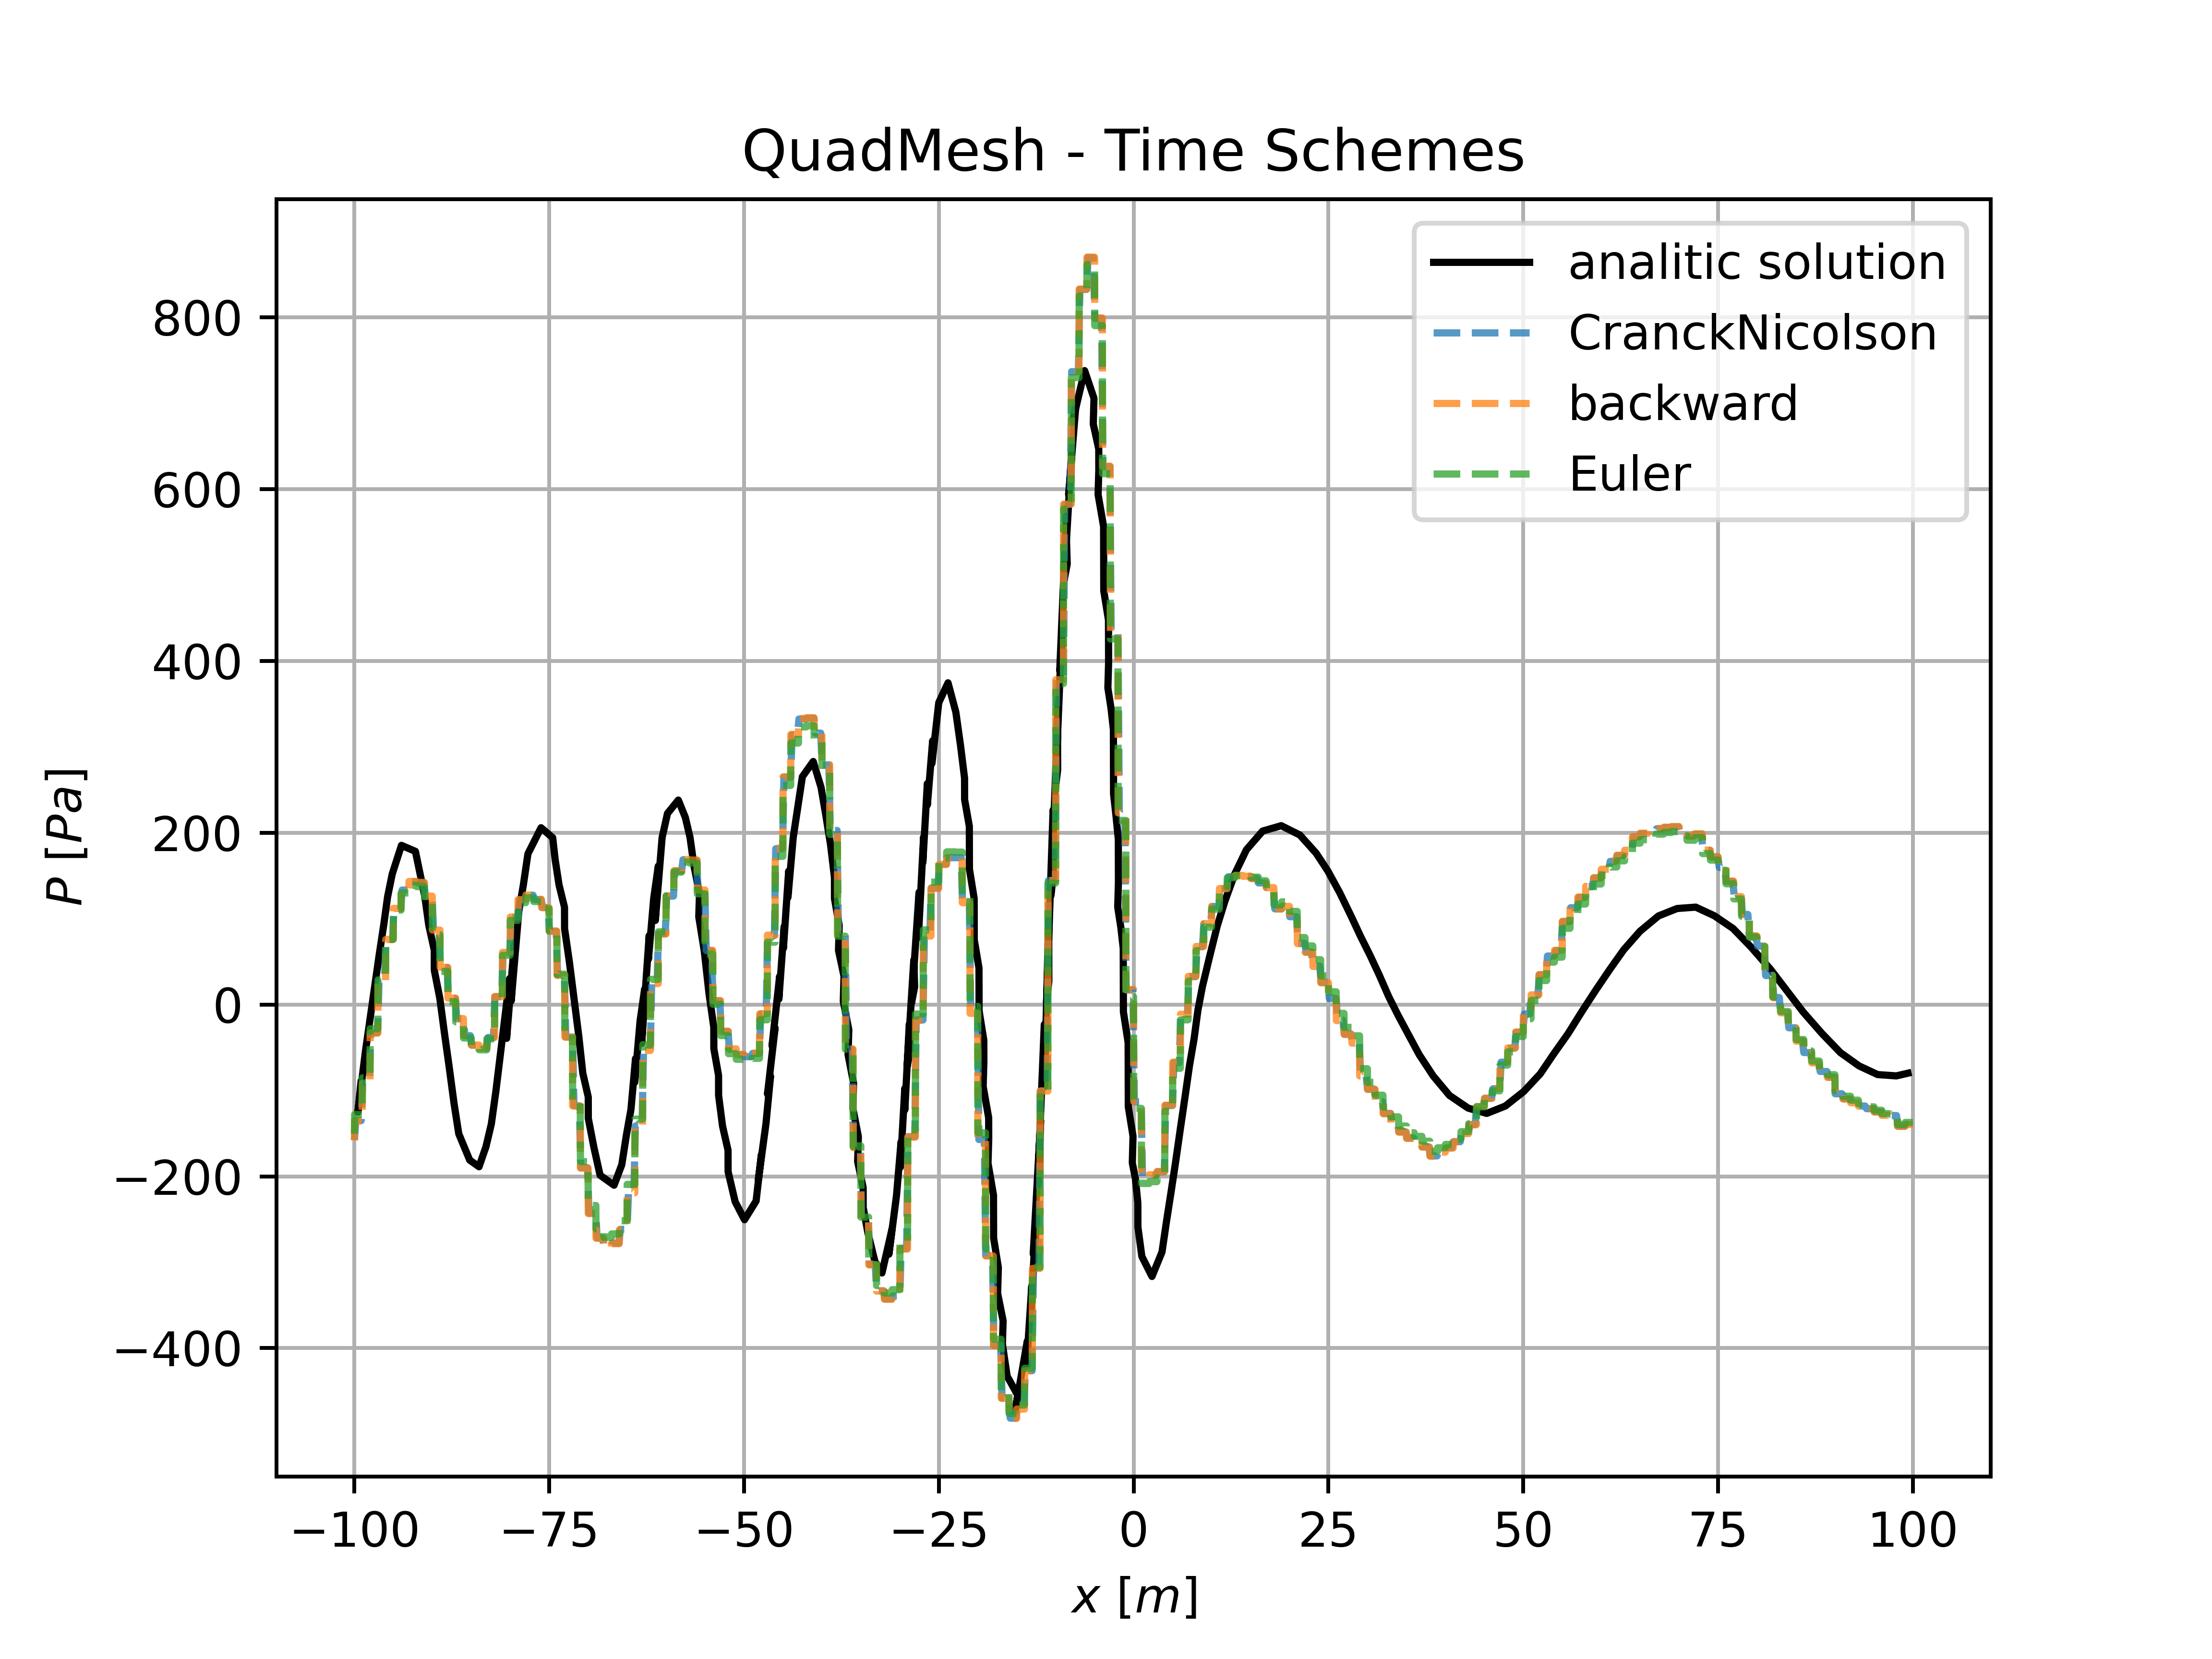 QuadMesh - Time Schemes
analitic solution
CranckNicolson
backward
Euler
800
600
400
200
0
−200
−400
P [Pa]
−100 −75 −50 −25 0 25 50 75 100
x [m]